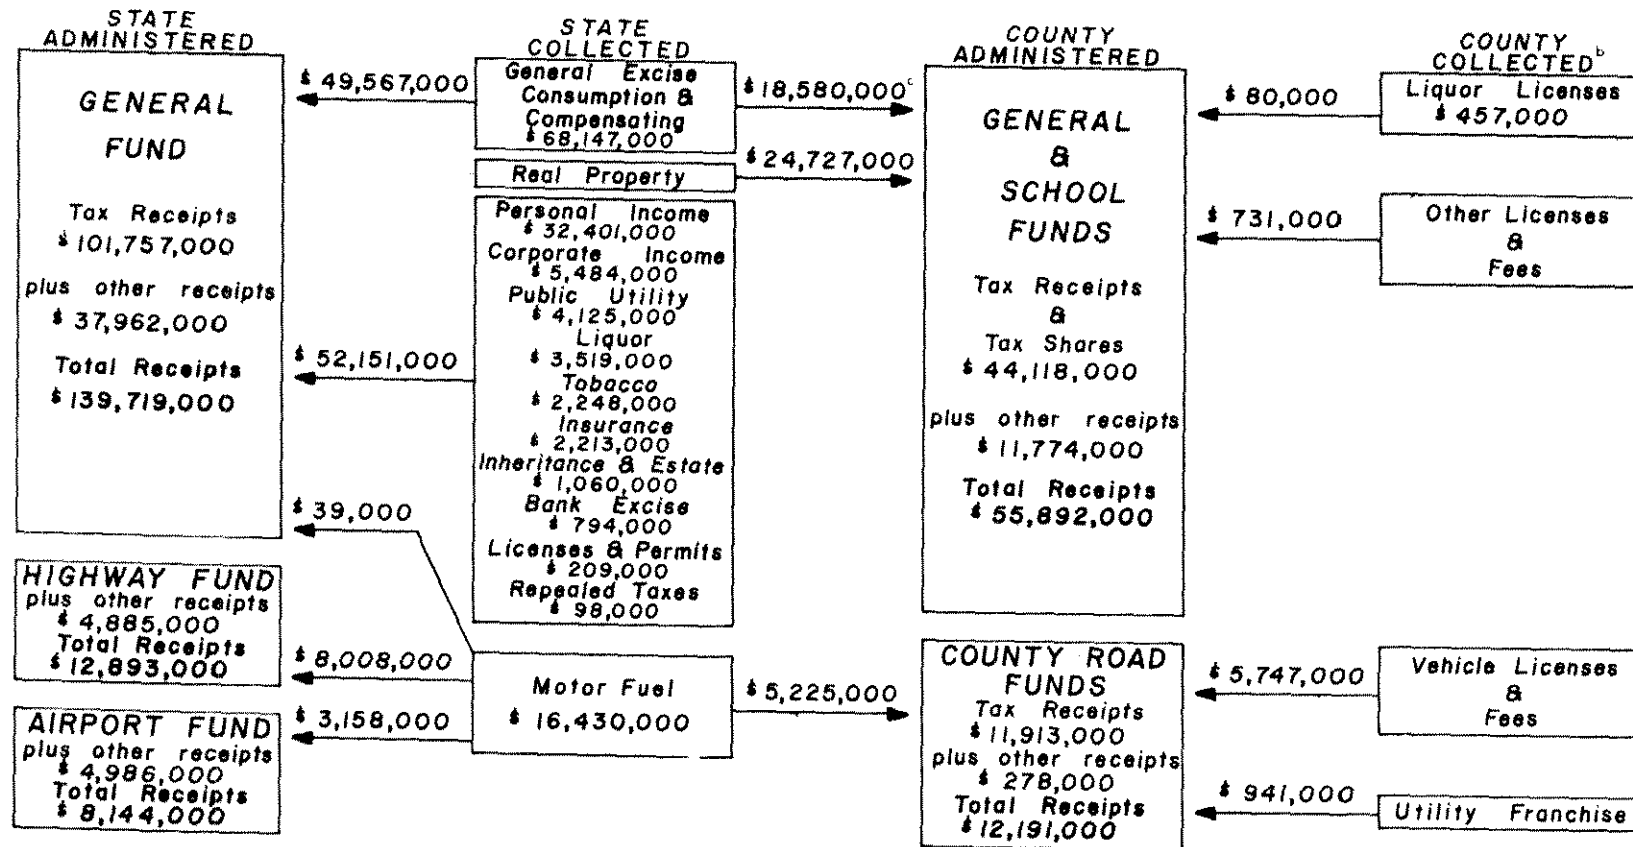 STATE
ADMINISTERED
GENERAL
FUND
Tax Receipts
$101,757,000
plus other receipts
$37,962,000
Total Receipts
$139,719,000
HIGHWAY FUND
plus other receipts
$4,885,000
Total Receipts
$12,893,000
AIRPORT FUND
plus other receipts
$4,986,000
Total Receipts
$8,144,000
$49,567,000
$52,151,000
$39,000
$8,008,000
$3,158,000
STATE
COLLECTED
General Excise
Consumption &
Compensating
$68,147,000
Real Property
Personal Income
$32,401,000
Corporate Income
$5,484,000
Public Utility
$4,125,000
Liquor
$3,519,000
Tobacco
$2,248,000
Insurance
$2,213,000
Inheritance & Estate
$1,060,000
Bank Excise
$794,000
Licenses & Permits
$209,000
Repealed Taxes
$98,000
Motor Fuel
$16,430,000
$18,580,000c
$24,727,000
$5,225,000
COUNTY
ADMINISTERED
GENERAL
&
SCHOOL
FUNDS
Tax Receipts
&
Tax Shares
$44,118,000
plus other receipts
$11,774,000
Total Receipts
$55,892,000
COUNTY ROAD
FUNDS
Tax Receipts
$11,913,000
plus other receipts
$278,000
Total Receipts
$12,191,000
$80,000
$731,000
$5,747,000
$941,000
COUNTY
COLLECTEDb
Liquor Licenses
$457,000
Other Licenses
&
Fees
Vehicle Licenses
&
Fees
Utility Franchise